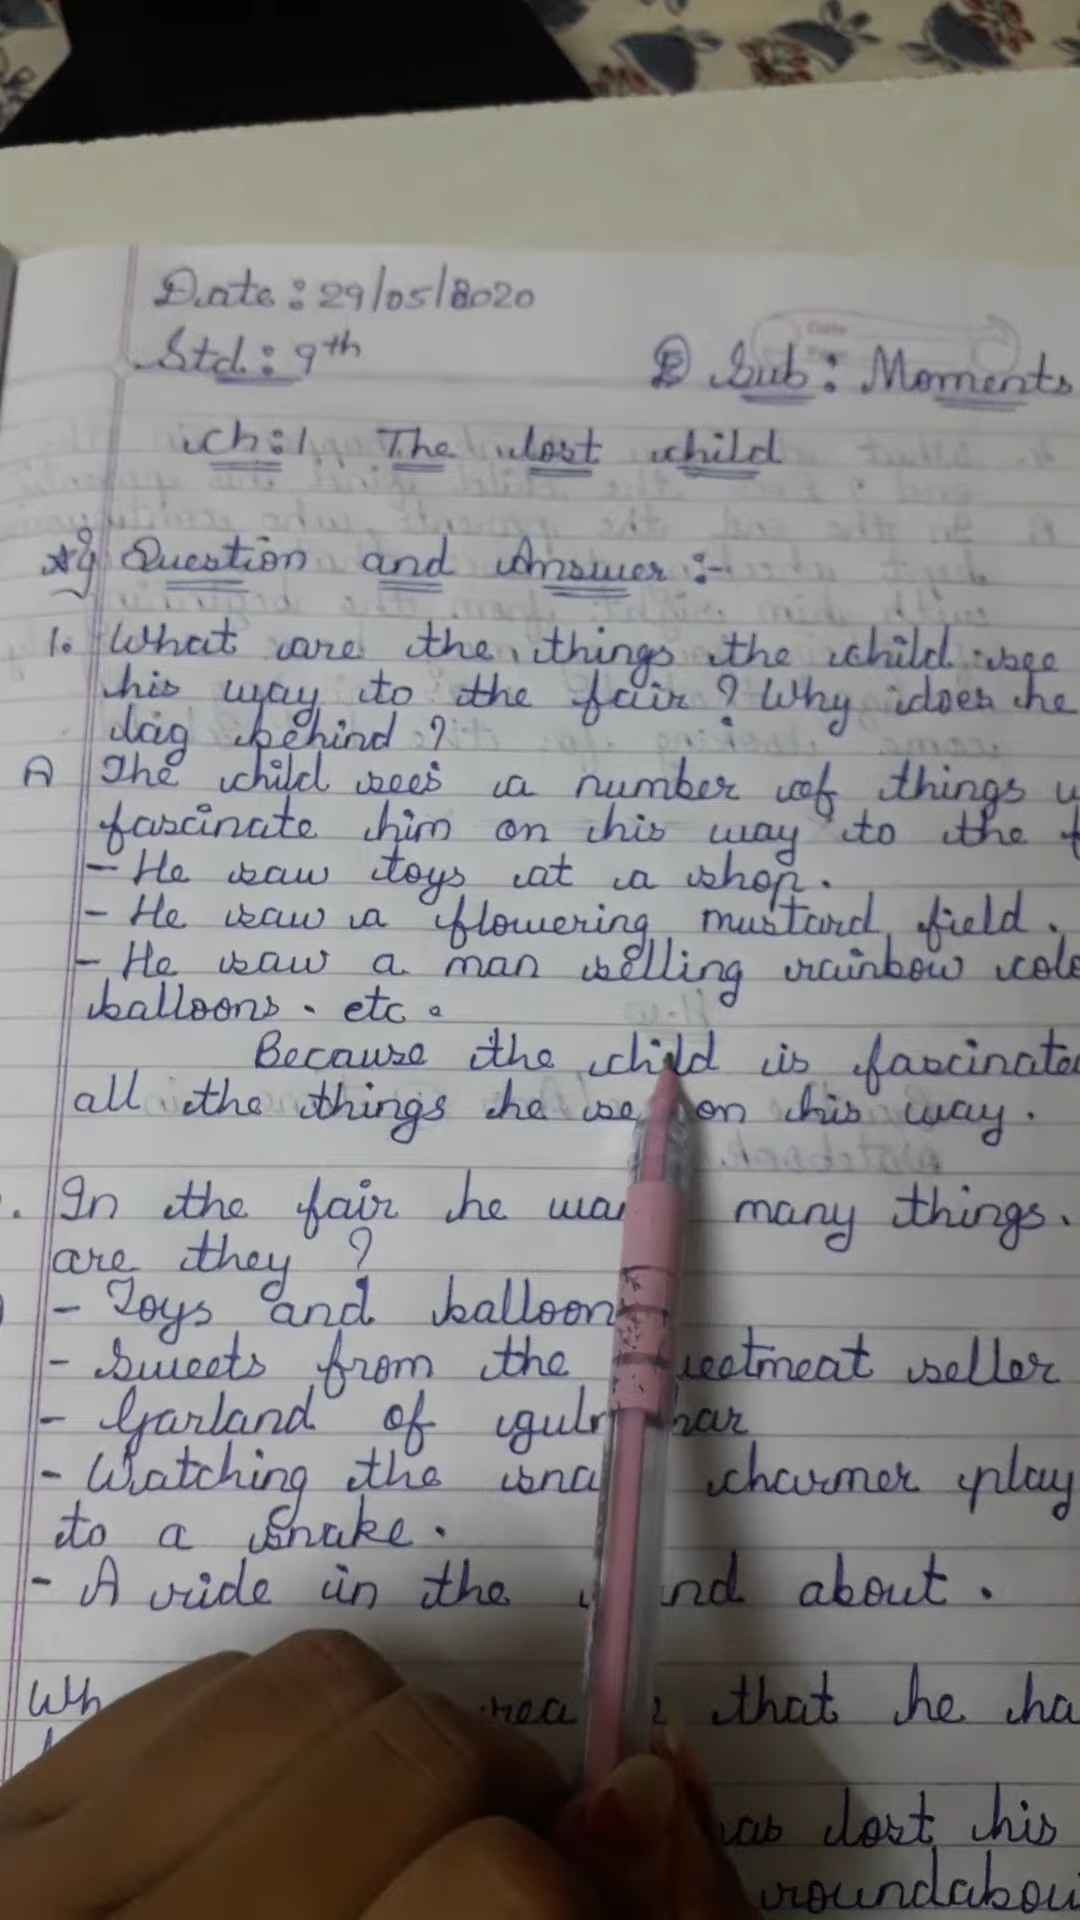 Date: 29/05/2020
Std: 9th
Sub: Moments
Ch:1 The lost child
Question and Answer :-
1. What are the things the child see
his way to the fair? Why does he
lag behind?
A The child sees a number of things
fascinate him on his way to the
- He saw toys at a shop.
- He saw a flowering mustard field.
- He saw a man selling rainbow
balloons. etc.
Because the child is
all the things he on his way.
In the fair he many things.
are they?
- Toys and
- Sweets from the seller
- Garland of
- Watching the charmer play
to a snake.
- A ride in the about.
that he
lost his